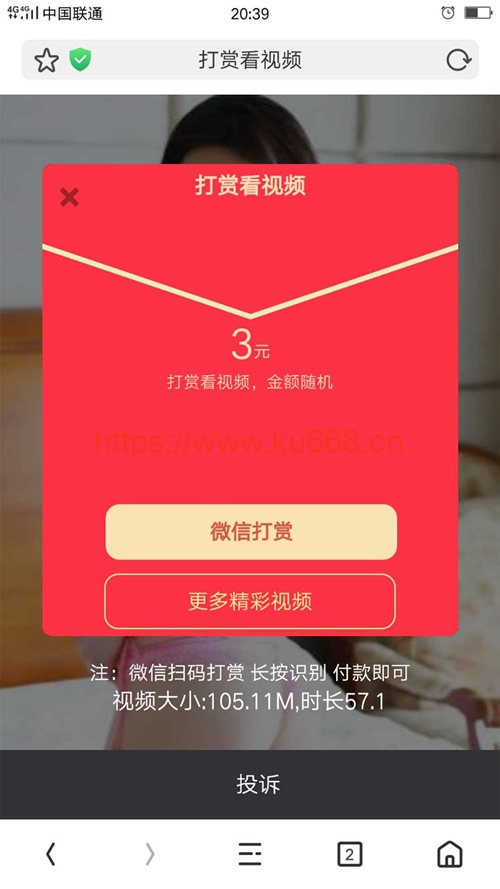 4G 4G 中国联通 20:39
打赏看视频
打赏看视频
3元
打赏看视频，金额随机
https://www.ku668.cn
微信打赏
更多精彩视频
注：微信扫码打赏 长按识别 付款即可
视频大小:105.11M,时长57.1
投诉
2